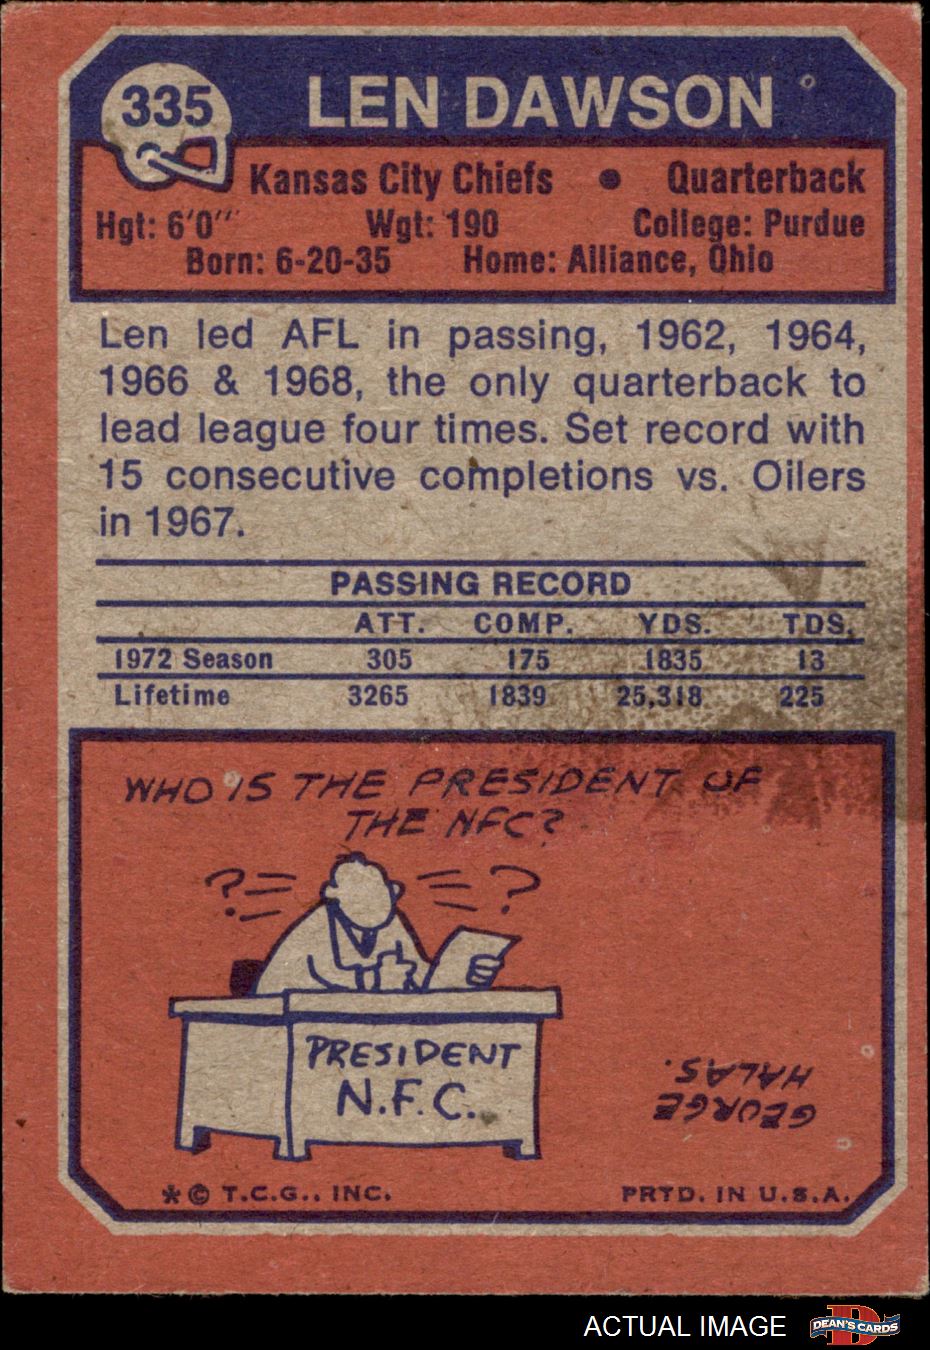 335
LEN DAWSON
Kansas City Chiefs • Quarterback
Hgt: 6'0" Wgt: 190 College: Purdue
Born: 6-20-35 Home: Alliance, Ohio
Len led AFL in passing, 1962, 1964,
1966 & 1968, the only quarterback to
lead league four times. Set record with
15 consecutive completions vs. Oilers
in 1967.
PASSING RECORD
ATT. COMP. YDS. TDS.
1972 Season 305 175 1835 13
Lifetime 3265 1839 25,318 225
WHO IS THE PRESIDENT OF
THE NFC?
? ?
PRESIDENT
N.F.C.
GEORGE
HALAS.
* © T.C.G., INC. PRTD. IN U.S.A.
ACTUAL IMAGE
D
DEAN'S CARDS